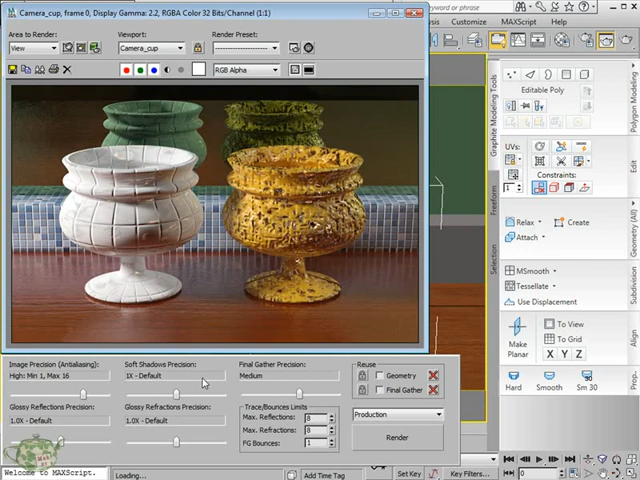 Camera_cup, frame 0, Display Gamma: 2.2, RGBA Color 32 Bits/Channel (1:1)
Area to Render:
Viewport:
Render Preset:
View
Camera_cup
RGB Alpha
Customize
MAXScript
Help
Graphite Modeling Tools
Freeform
Selection
Polygon Modeling
Edit
Geometry (All)
Subdivision
Editable Poly
UVs:
Constraints:
1
Relax
Create
Attach
MSmooth
Tessellate
Use Displacement
Make
Planar
To View
To Grid
X Y Z
Hard
Smooth
Sm 30
Image Precision (Antialiasing):
High: Min 1, Max 16
Soft Shadows Precision:
1X - Default
Final Gather Precision:
Medium
Glossy Reflections Precision:
1.0X - Default
Glossy Refractions Precision:
1.0X - Default
Trace/Bounces Limits
Max. Reflections: 8
Max. Refractions: 8
FG Bounces: 1
Reuse
Geometry
Final Gather
Production
Render
Welcome to MAXScript.
Loading...
Add Time Tag
Set Key
Key Filters...
0